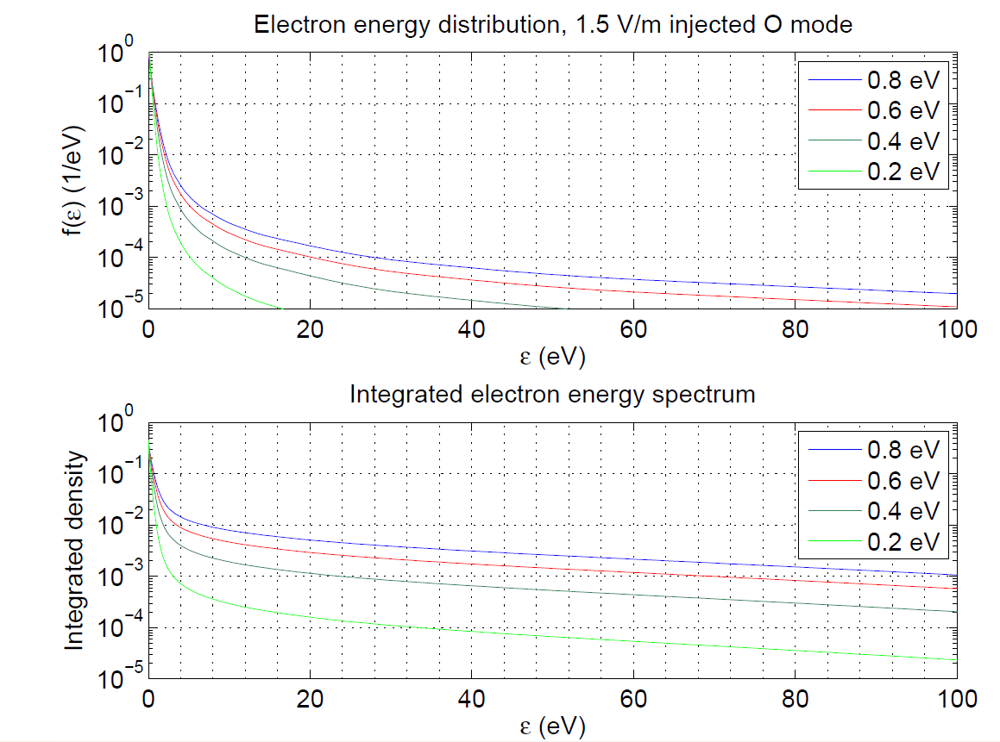 Electron energy distribution, 1.5 V/m injected O mode
10^0
10^-1
10^-2
10^-3
10^-4
10^-5
f(ε) (1/eV)
0.8 eV
0.6 eV
0.4 eV
0.2 eV
0 20 40 60 80 100
ε (eV)
Integrated electron energy spectrum
10^0
10^-1
10^-2
10^-3
10^-4
10^-5
Integrated density
0.8 eV
0.6 eV
0.4 eV
0.2 eV
0 20 40 60 80 100
ε (eV)